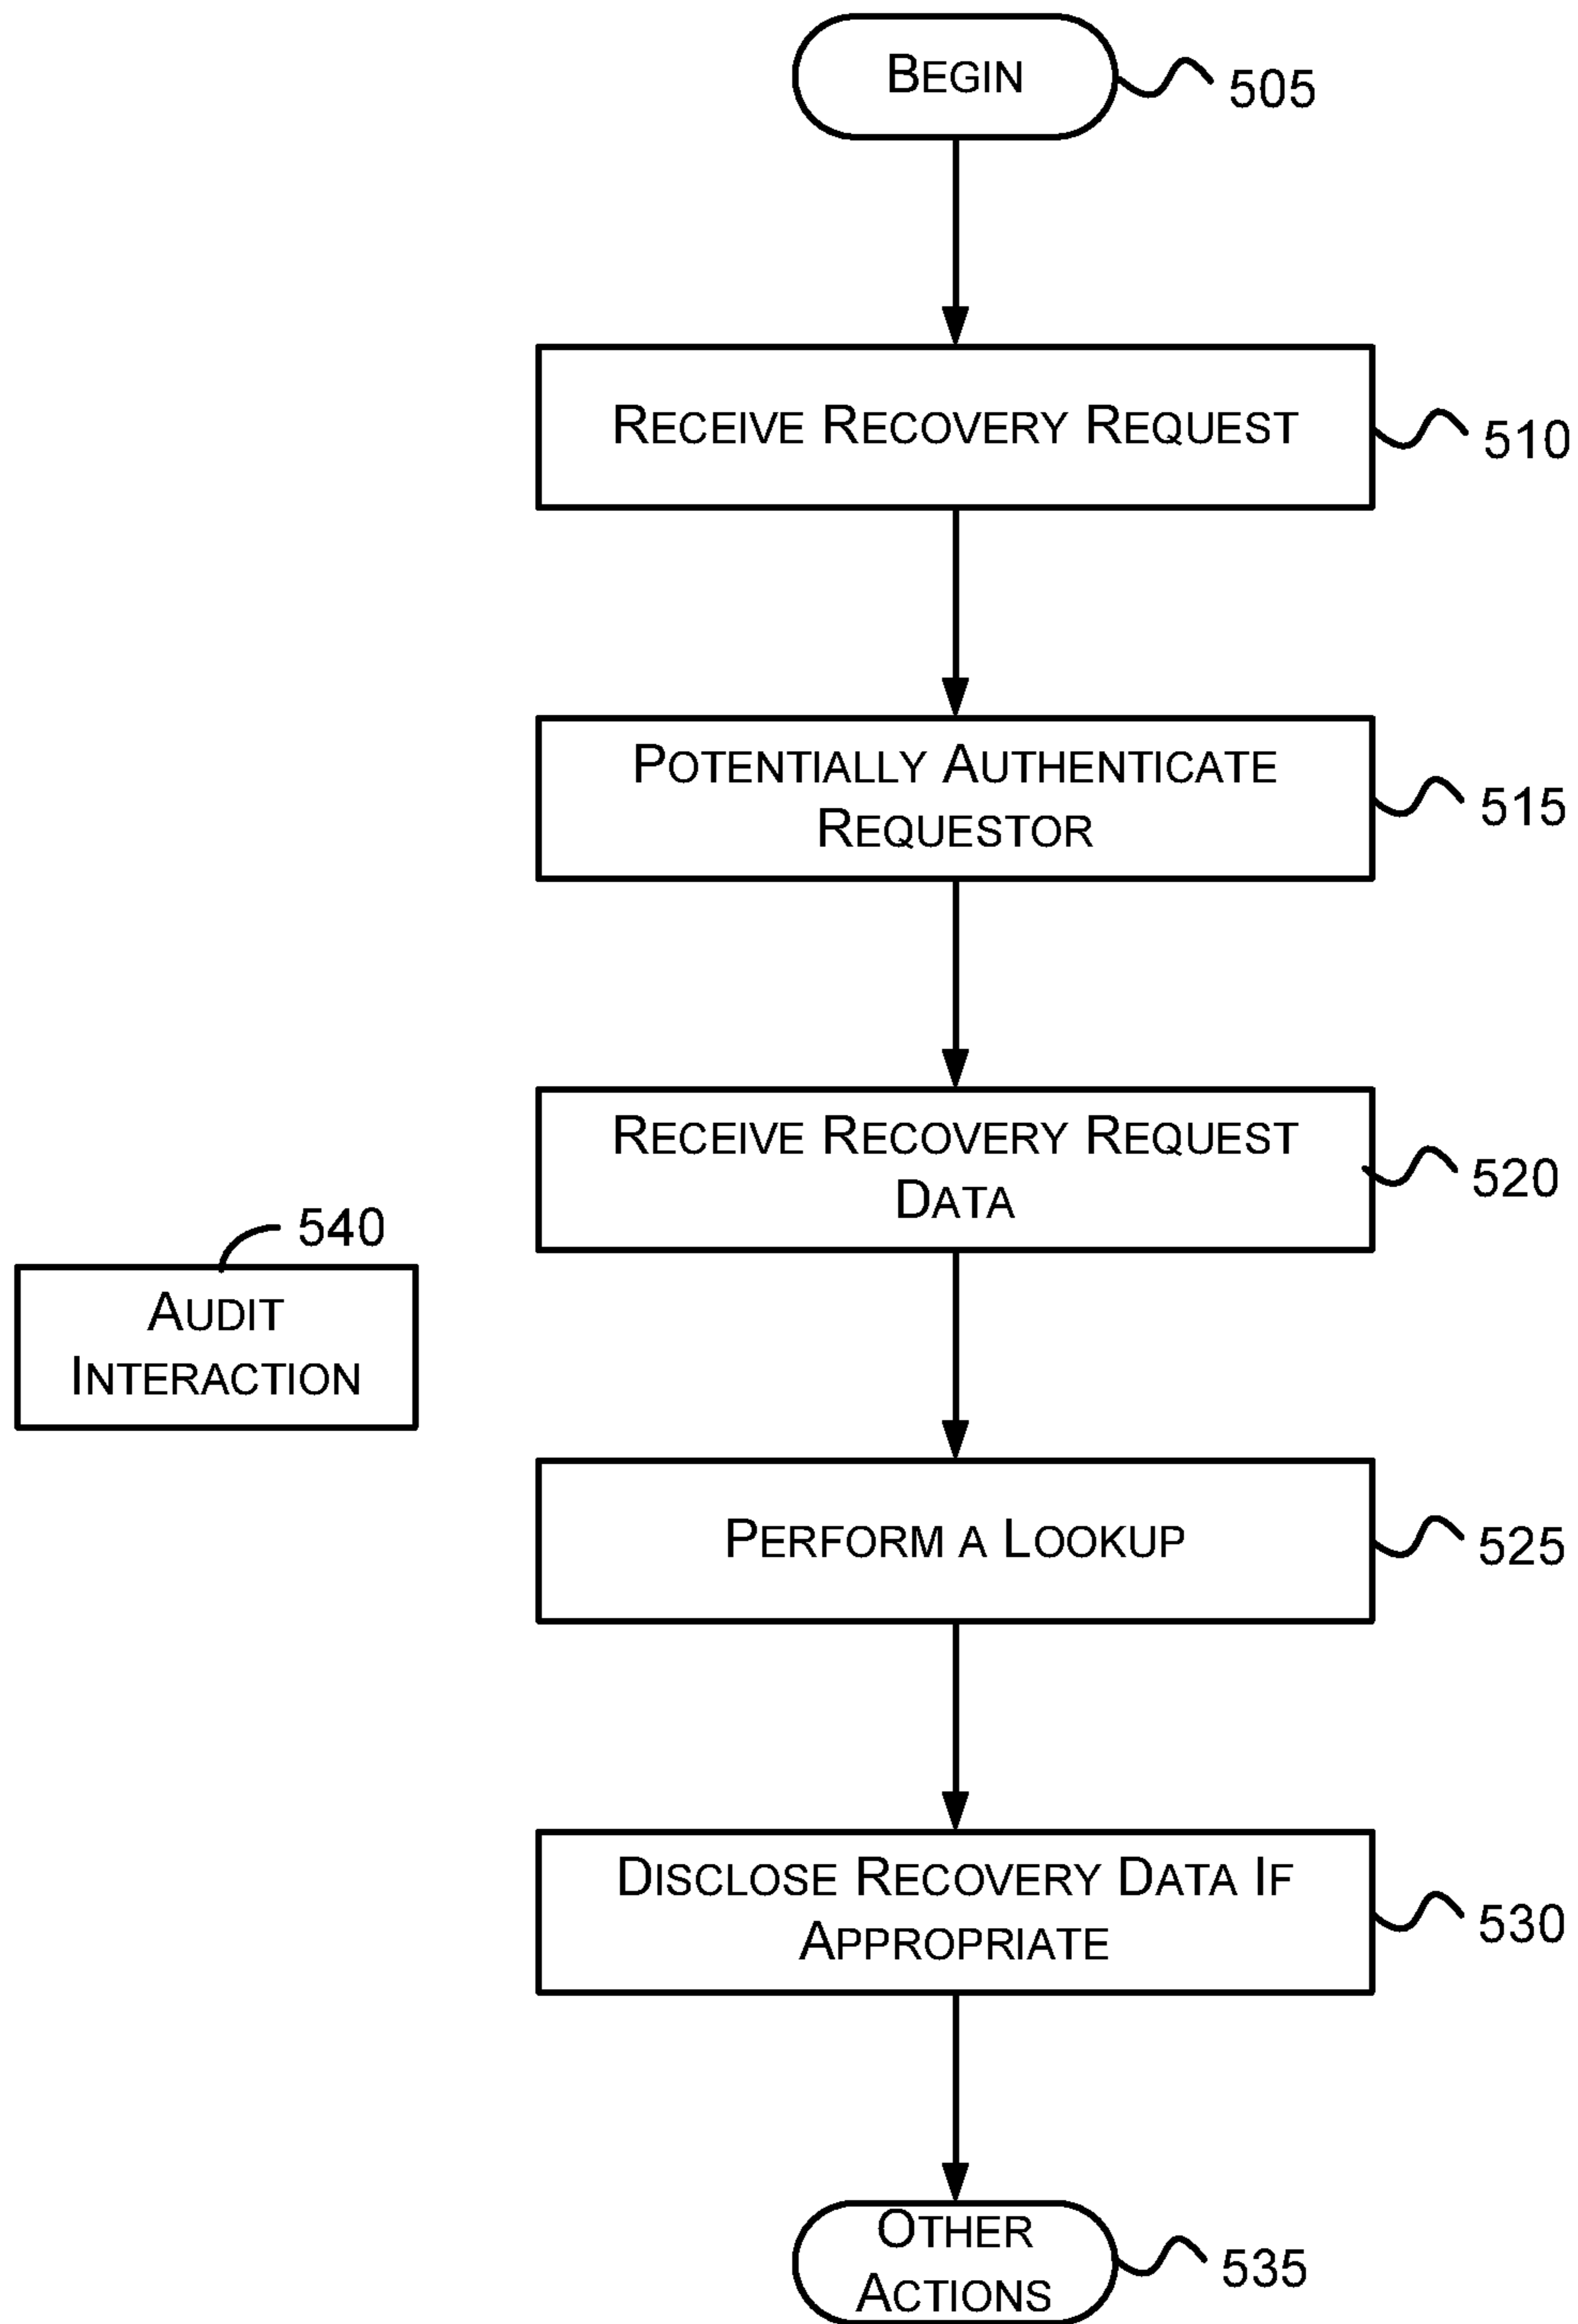 BEGIN
505
RECEIVE RECOVERY REQUEST
510
POTENTIALLY AUTHENTICATE
REQUESTOR
515
RECEIVE RECOVERY REQUEST
DATA
520
540
AUDIT
INTERACTION
PERFORM A LOOKUP
525
DISCLOSE RECOVERY DATA IF
APPROPRIATE
530
OTHER
ACTIONS
535